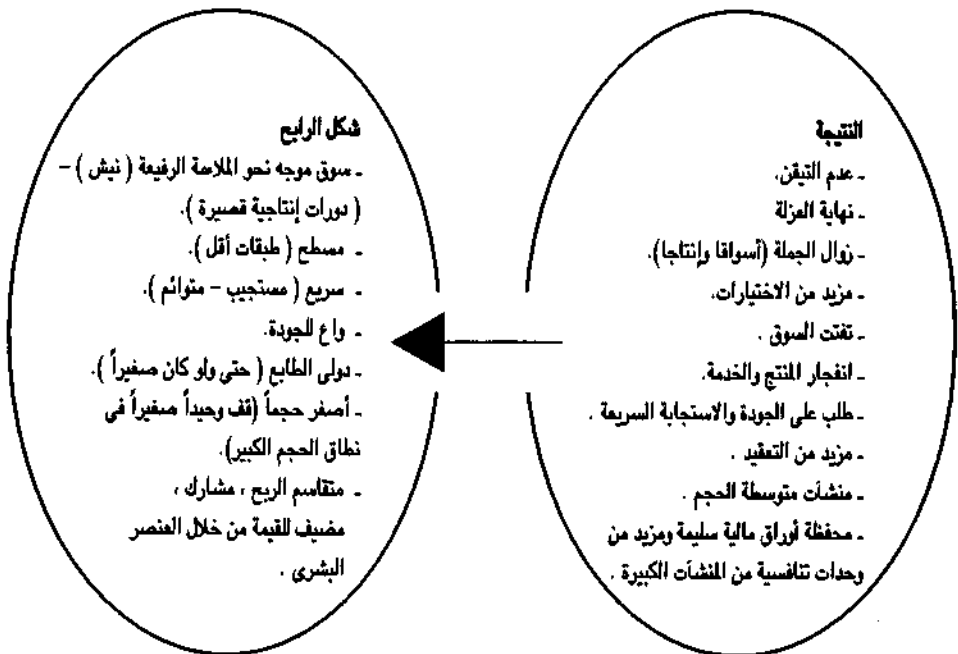 النتيجة
- عدم التيقن.
- نهاية العزلة
- زوال الجملة (أسواقا وإنتاجا).
- مزيد من الاختيارات.
- تفتت السوق .
- انفجار المنتج والخدمة.
- طلب على الجودة والاستجابة السريعة .
- مزيد من التعقيد .
- منشآت متوسطة الحجم .
- محفظة أوراق مالية سليمة ومزيد من
وحدات تنافسية من المنشآت الكبيرة .
شكل الرابح
- سوق موجه نحو الملاءمة الرفيعة ( نيش ) –
( دورات إنتاجية قصيرة ).
- مسطح ( طبقات أقل ).
- سريع ( مستجيب – متوائم ).
- واع للجودة.
- دولى الطابع ( حتى ولو كان صغيراً ).
- أصغر حجماً (قف وحيداً صغيراً فى
نطاق الحجم الكبير).
- متقاسم الربح ، مشارك ،
مضيف للقيمة من خلال العنصر
البشرى .